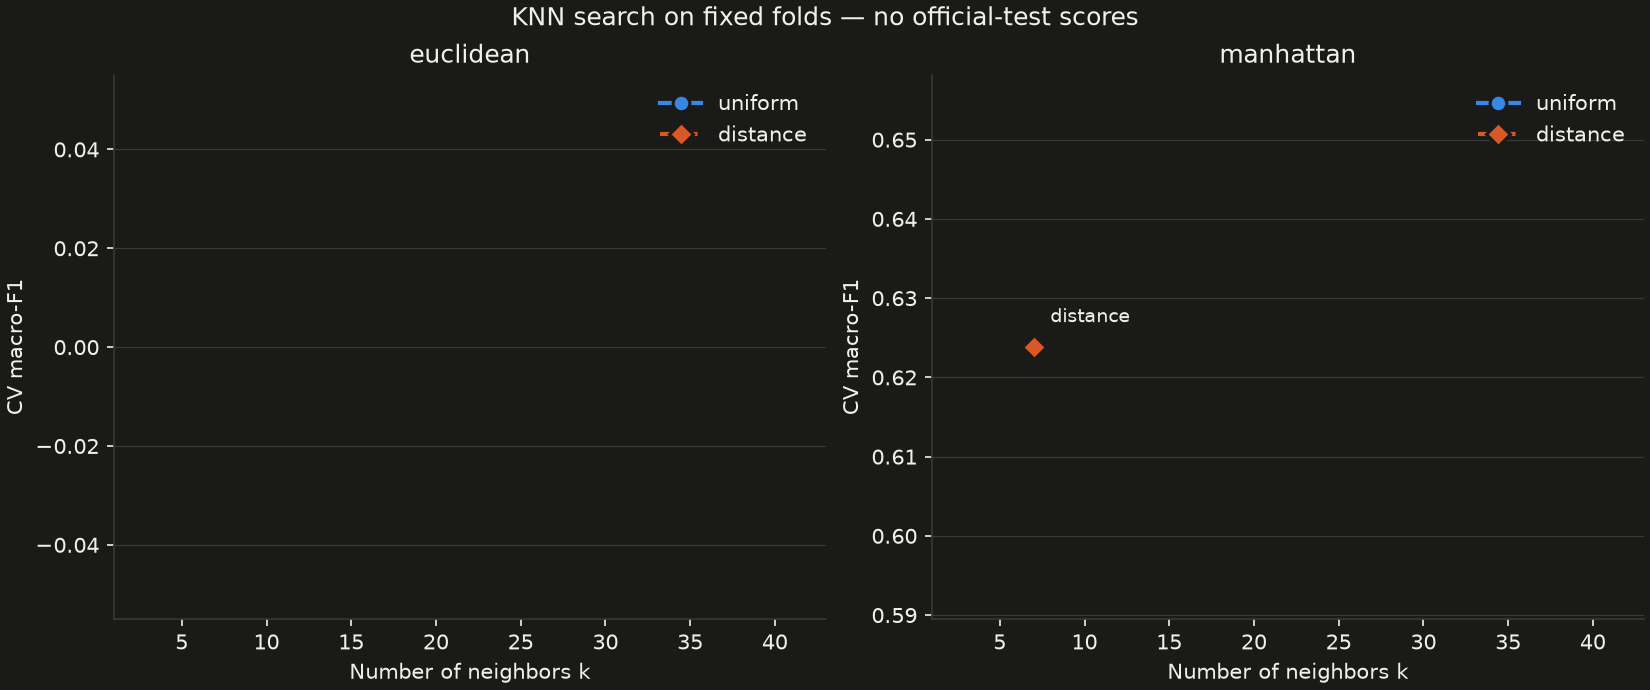 KNN search on fixed folds — no official-test scores
euclidean
uniform
distance
0.04
0.02
0.00
−0.02
−0.04
CV macro-F1
5 10 15 20 25 30 35 40
Number of neighbors k
manhattan
uniform
distance
0.65
0.64
0.63
0.62
0.61
0.60
0.59
distance
CV macro-F1
5 10 15 20 25 30 35 40
Number of neighbors k